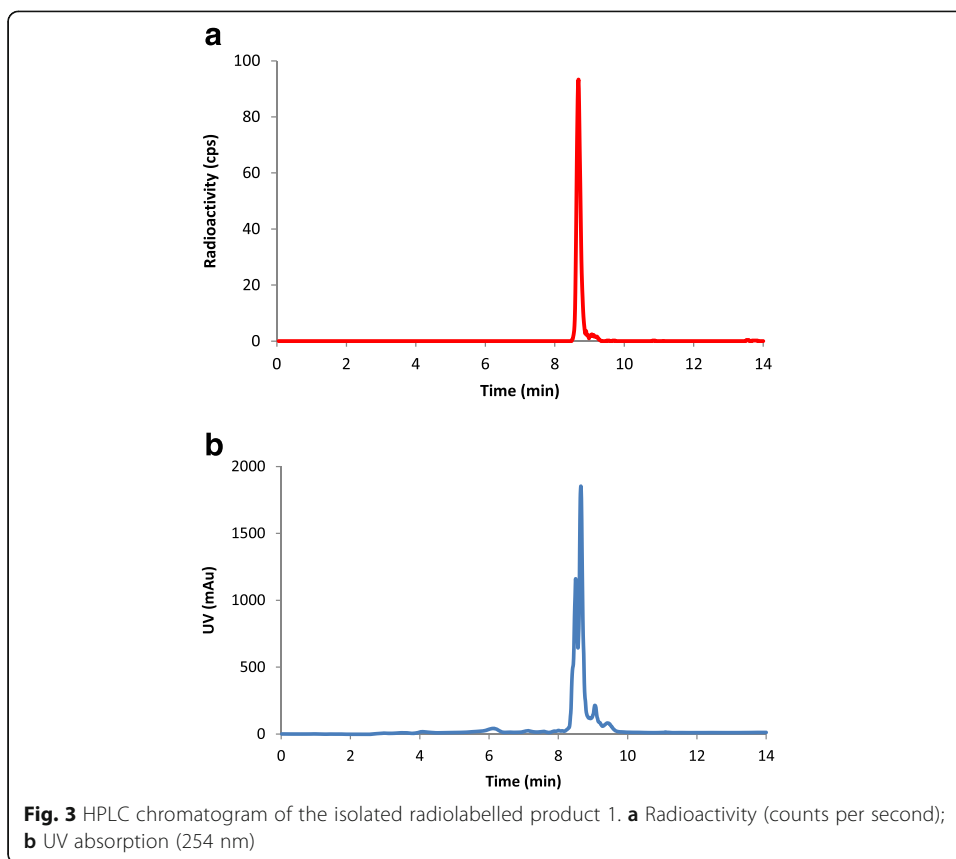 a
100
80
60
40
20
0
Radioactivity (cps)
0 2 4 6 8 10 12 14
Time (min)
b
2000
1500
1000
500
0
UV (mAu)
0 2 4 6 8 10 12 14
Time (min)
Fig. 3 HPLC chromatogram of the isolated radiolabelled product 1. a Radioactivity (counts per second);
b UV absorption (254 nm)